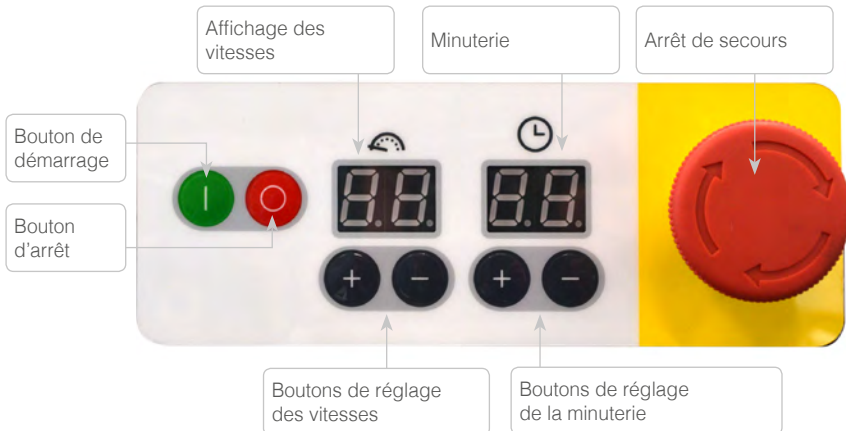 Affichage des
vitesses
Minuterie
Arrêt de secours
Bouton de
démarrage
Bouton
d'arrêt
+ − + −
Boutons de réglage
des vitesses
Boutons de réglage
de la minuterie